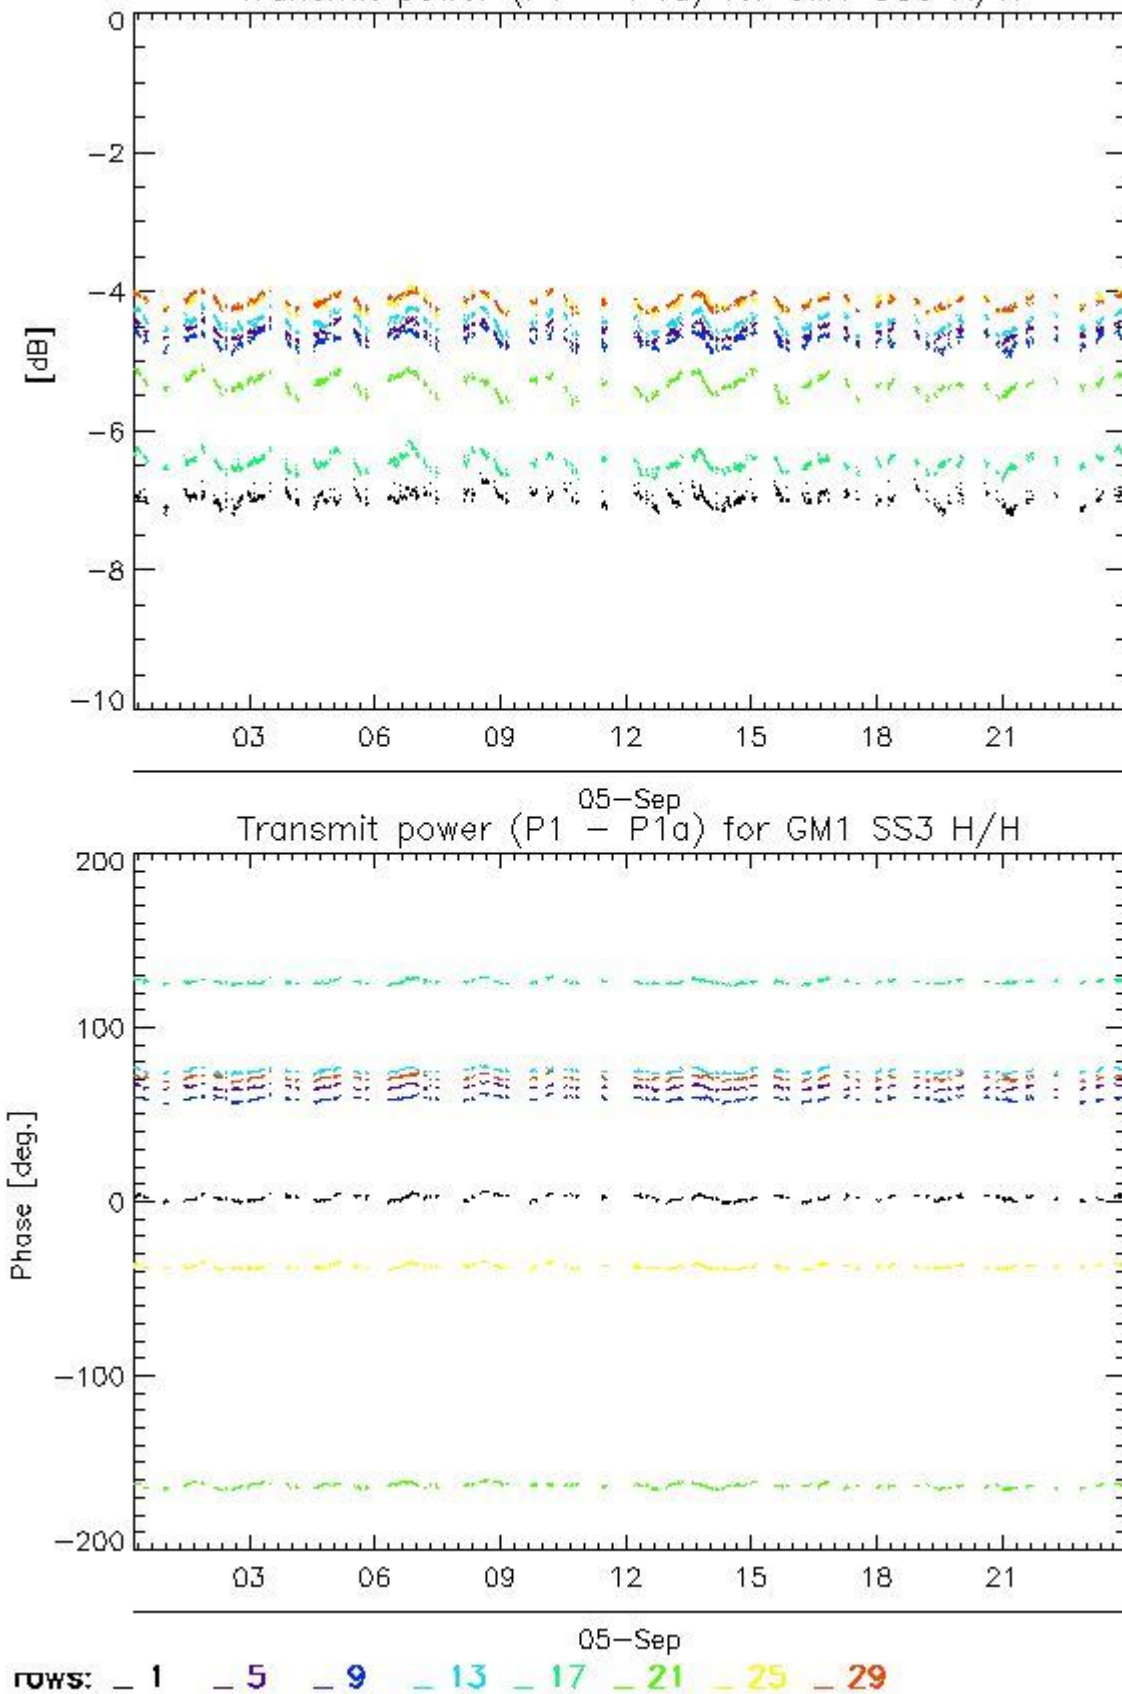 0
−2
−4
−6
−8
−10
[dB]
03 06 09 12 15 18 21
05−Sep
Transmit power (P1 − P1a) for GM1 SS3 H/H
200
100
0
−100
−200
Phase [deg.]
03 06 09 12 15 18 21
05−Sep
rows: _ 1 _ 5 _ 9 _ 13 _ 17 _ 21 _ 25 _ 29